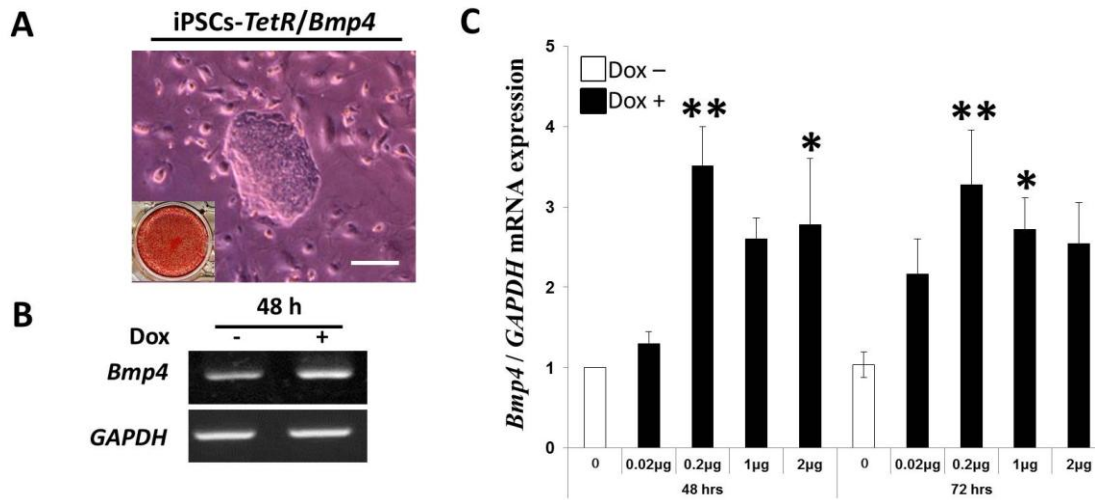 A
iPSCs-TetR/Bmp4
B
48 h
Dox - +
Bmp4
GAPDH
C
Bmp4 / GAPDH mRNA expression
5
4
3
2
1
0
Dox –
Dox +
** * ** *
0 0.02µg 0.2µg 1µg 2µg 0 0.02µg 0.2µg 1µg 2µg
48 hrs 72 hrs